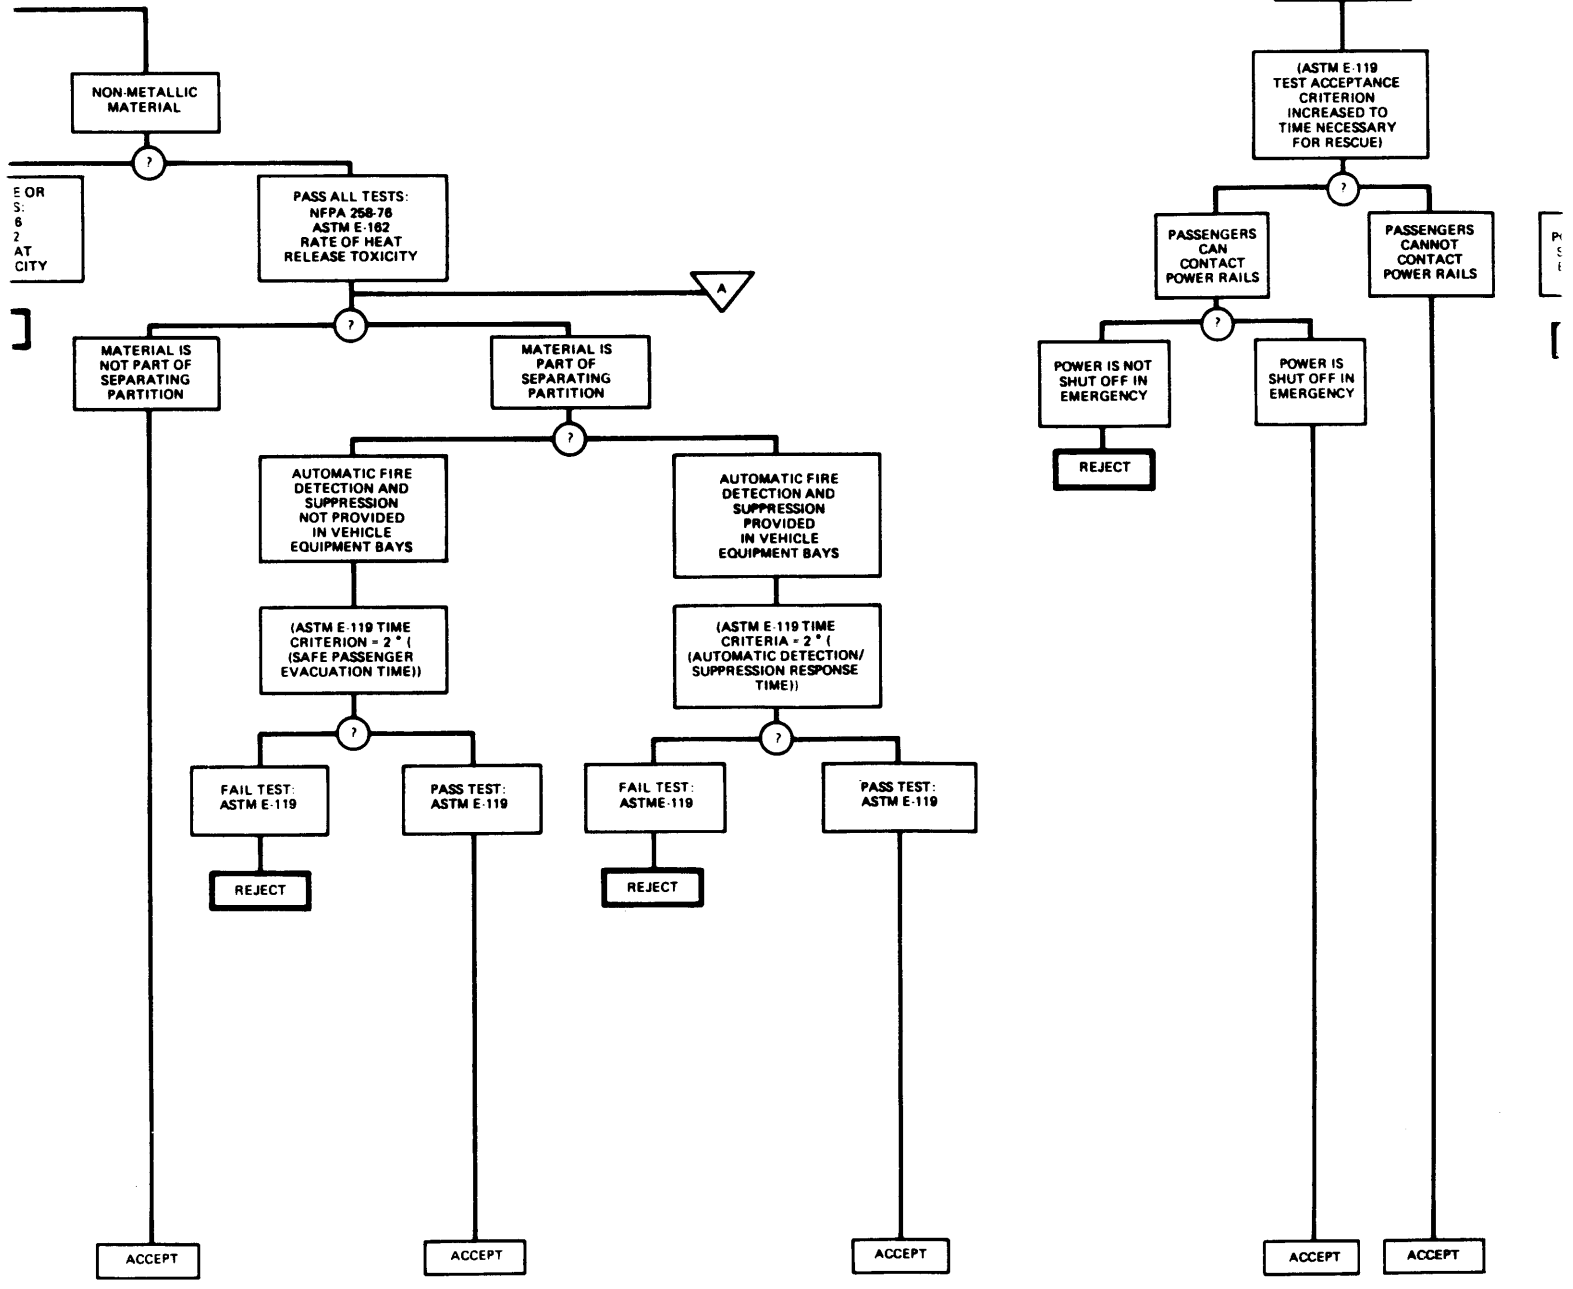 NON-METALLIC
MATERIAL
?
E OR
S:
6
2
AT
CITY
PASS ALL TESTS:
NFPA 258-76
ASTM E-162
RATE OF HEAT
RELEASE TOXICITY
A
?
MATERIAL IS
NOT PART OF
SEPARATING
PARTITION
MATERIAL IS
PART OF
SEPARATING
PARTITION
?
AUTOMATIC FIRE
DETECTION AND
SUPPRESSION
NOT PROVIDED
IN VEHICLE
EQUIPMENT BAYS
AUTOMATIC FIRE
DETECTION AND
SUPPRESSION
PROVIDED
IN VEHICLE
EQUIPMENT BAYS
(ASTM E-119 TIME
CRITERION = 2 * (
(SAFE PASSENGER
EVACUATION TIME))
(ASTM E-119 TIME
CRITERIA = 2 * (
(AUTOMATIC DETECTION/
SUPPRESSION RESPONSE
TIME))
?
?
FAIL TEST:
ASTM E-119
PASS TEST:
ASTM E-119
FAIL TEST:
ASTME-119
PASS TEST:
ASTM E-119
REJECT
REJECT
ACCEPT
ACCEPT
ACCEPT
(ASTM E-119
TEST ACCEPTANCE
CRITERION
INCREASED TO
TIME NECESSARY
FOR RESCUE)
?
PASSENGERS
CAN
CONTACT
POWER RAILS
PASSENGERS
CANNOT
CONTACT
POWER RAILS
?
POWER IS NOT
SHUT OFF IN
EMERGENCY
POWER IS
SHUT OFF IN
EMERGENCY
REJECT
ACCEPT
ACCEPT